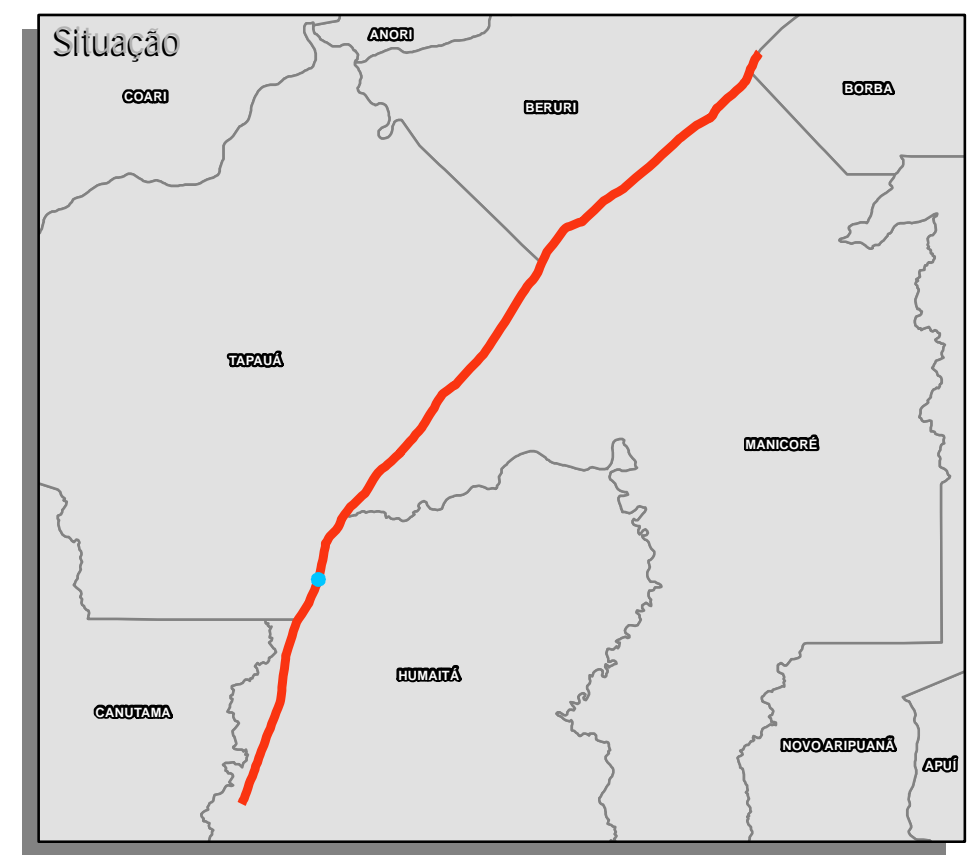 Situação
ANORI
COARI
BERURI
BORBA
TAPAUÁ
MANICORÉ
HUMAITÁ
CANUTAMA
NOVO ARIPUANÃ
APUÍ